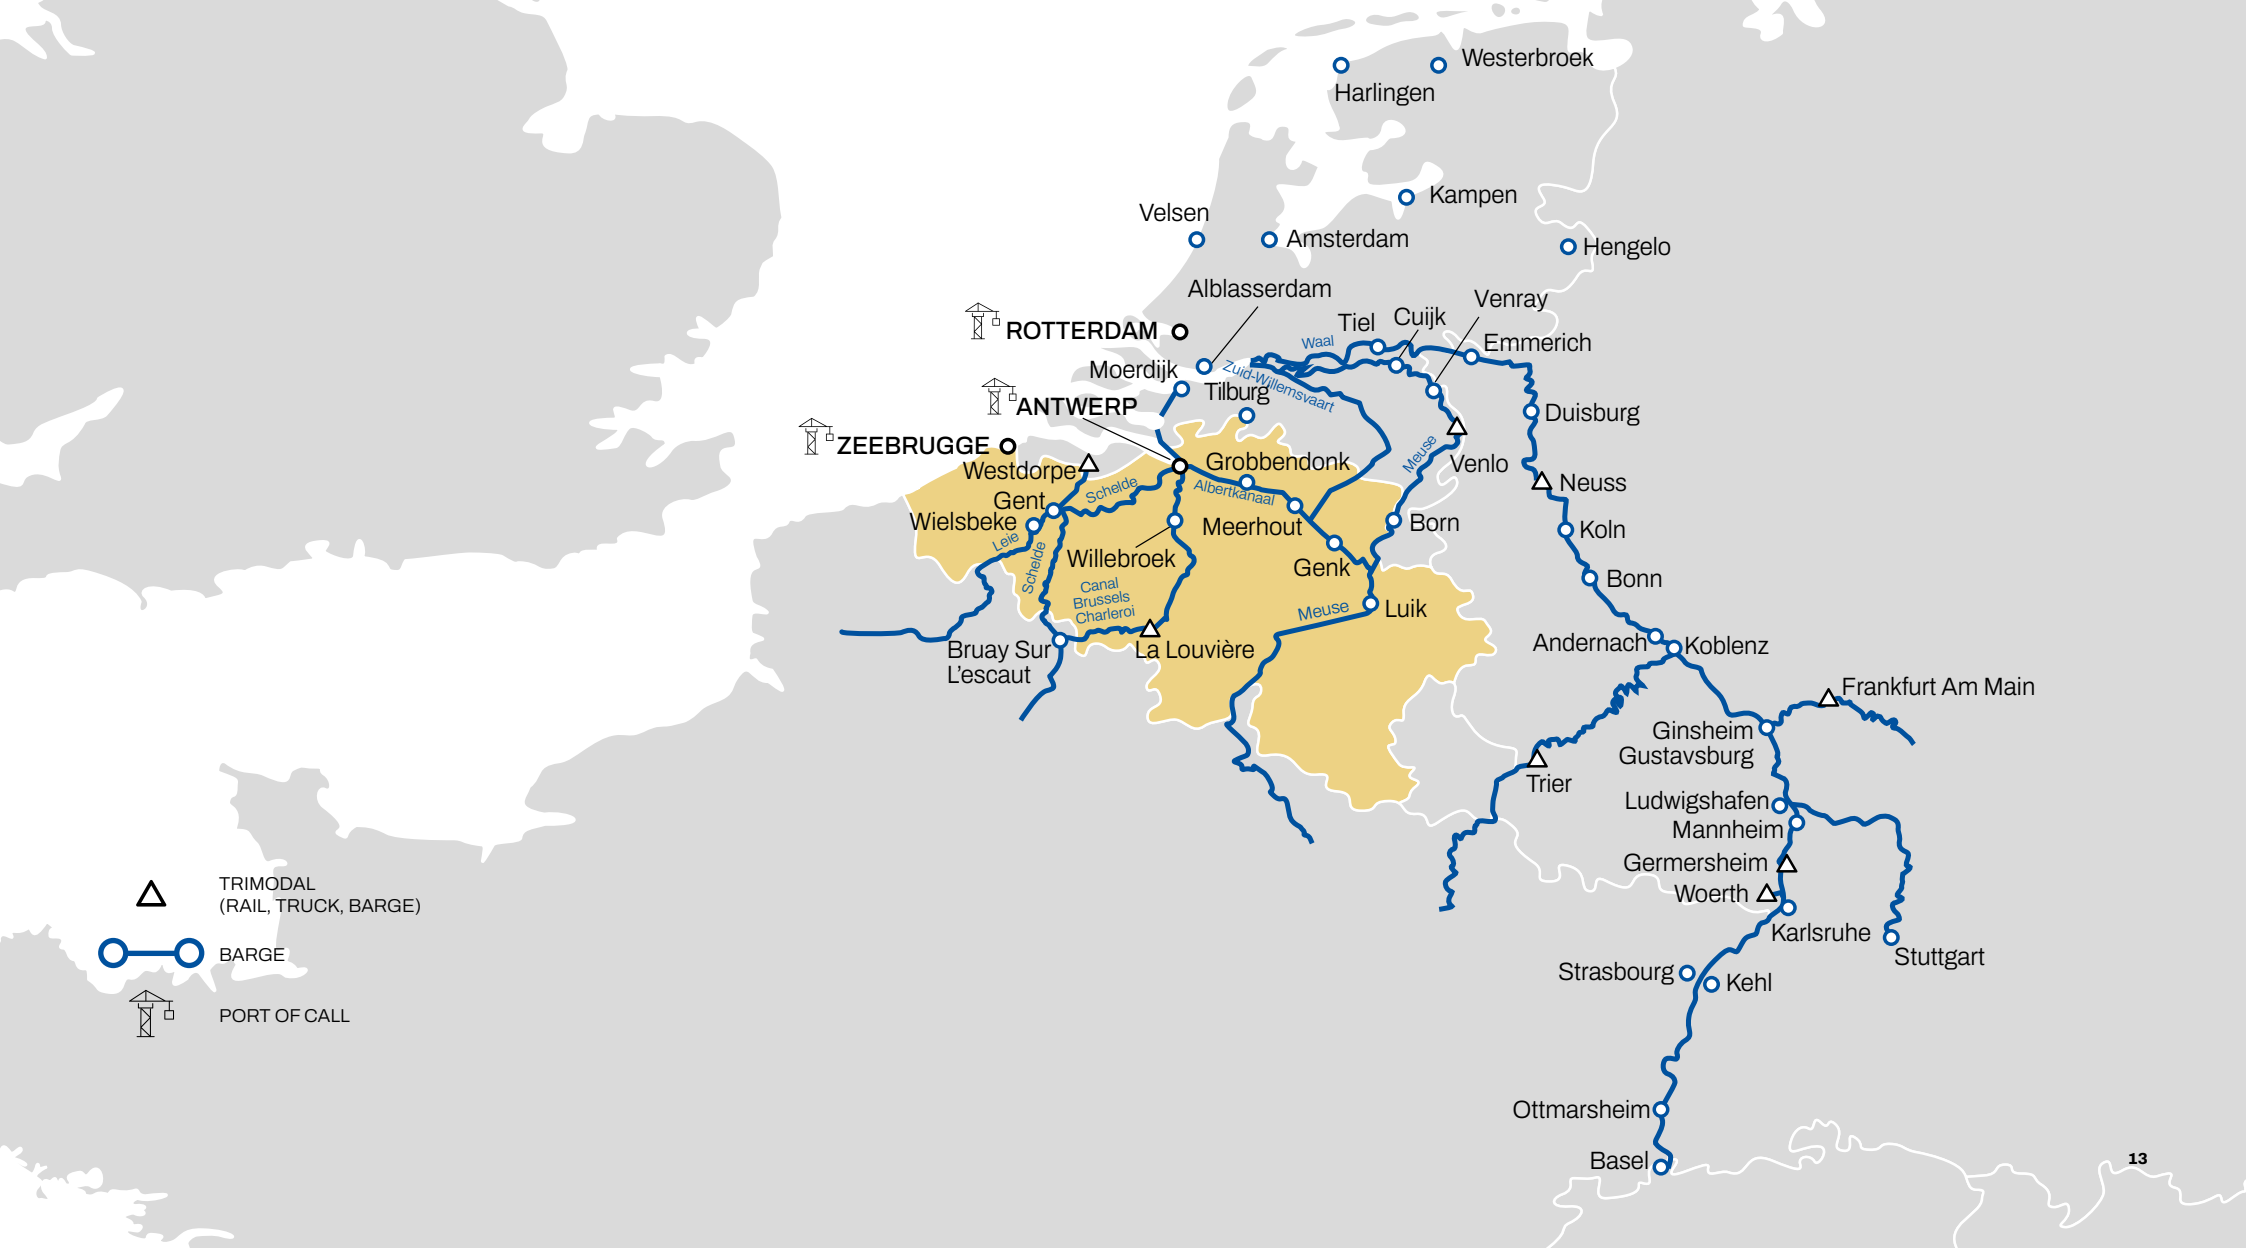 Westerbroek
Harlingen
Kampen
Velsen
Amsterdam
Hengelo
Alblasserdam
Venray
Cuijk
Tiel
ROTTERDAM
Waal
Emmerich
Moerdijk
Zuid-Willemsvaart
Tilburg
ANTWERP
Duisburg
ZEEBRUGGE
Meuse
Westdorpe
Grobbendonk
Venlo
Neuss
Schelde
Albertkanaal
Gent
Wielsbeke
Meerhout
Born
Koln
Leie
Schelde
Willebroek
Genk
Bonn
Canal
Brussels
Charleroi
Meuse
Luik
Bruay Sur
L'escaut
La Louvière
Andernach
Koblenz
Frankfurt Am Main
Ginsheim
Gustavsburg
Trier
Ludwigshafen
Mannheim
Germersheim
Woerth
Karlsruhe
Stuttgart
Strasbourg
Kehl
Ottmarsheim
Basel
TRIMODAL
(RAIL, TRUCK, BARGE)
BARGE
PORT OF CALL
13